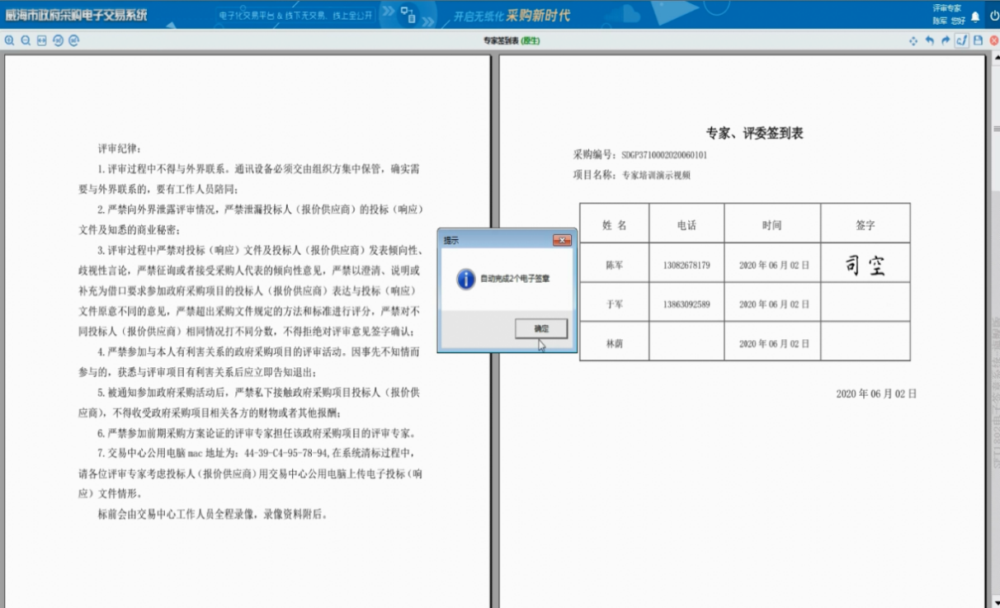 威海市政府采购电子交易系统
电子化交易平台 & 线下无交易、线上全公开
开启无纸化 采购新时代
评审专家
陈军 您好
专家签到表 (原生)
评审纪律：
1.评审过程中不得与外界联系。通讯设备必须交由组织方集中保管，确实需
要与外界联系的，要有工作人员陪同；
2.严禁向外界泄露评审情况，严禁泄漏投标人（报价供应商）的投标（响应）
文件及知悉的商业秘密；
3.评审过程中严禁对投标（响应）文件及投标人（报价供应商）发表倾向性、
歧视性言论，严禁征询或者接受采购人代表的倾向性意见，严禁以澄清、说明或
补充为借口要求参加政府采购项目的投标人（报价供应商）表达与投标（响应）
文件原意不同的意见，严禁超出采购文件规定的方法和标准进行评分，严禁对不
同投标人（报价供应商）相同情况打不同分数，不得拒绝对评审意见签字确认；
4.严禁参加与本人有利害关系的政府采购项目的评审活动。因事先不知情而
参与的，获悉与评审项目有利害关系后应立即告知退出；
5.被通知参加政府采购活动后，严禁私下接触政府采购项目投标人（报价供
应商），不得收受政府采购项目相关各方的财物或者其他报酬；
6.严禁参加前期采购方案论证的评审专家担任该政府采购项目的评审专家。
7.交易中心公用电脑 mac 地址为：44-39-C4-95-78-94,在系统清标过程中，
请各位评审专家考虑投标人（报价供应商）用交易中心公用电脑上传电子投标（响
应）文件情形。
标前会由交易中心工作人员全程录像，录像资料附后。
提示
自动完成2个电子签章
确定
专家、评委签到表
采购编号：SDGP3710002020060101
项目名称：专家培训演示视频
姓 名 电话 时间 签字
陈军 13082678179 2020 年 06 月 02 日 司空
于军 13863092589 2020 年 06 月 02 日
林荫 2020 年 06 月 02 日
2020 年 06 月 02 日